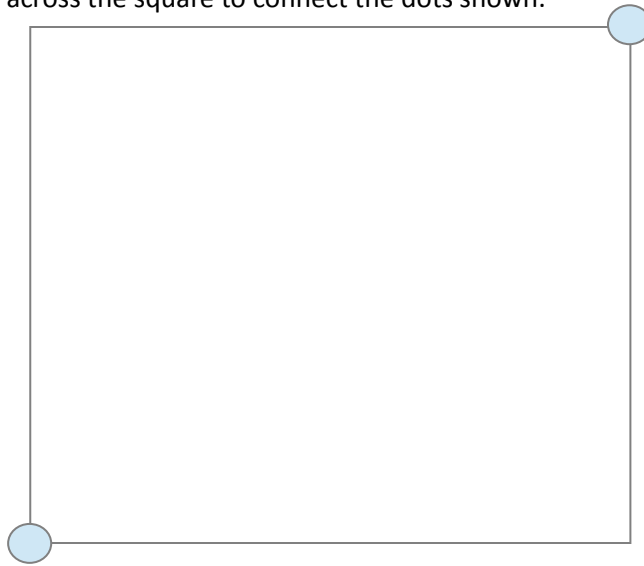 across the square to connect the dots shown.